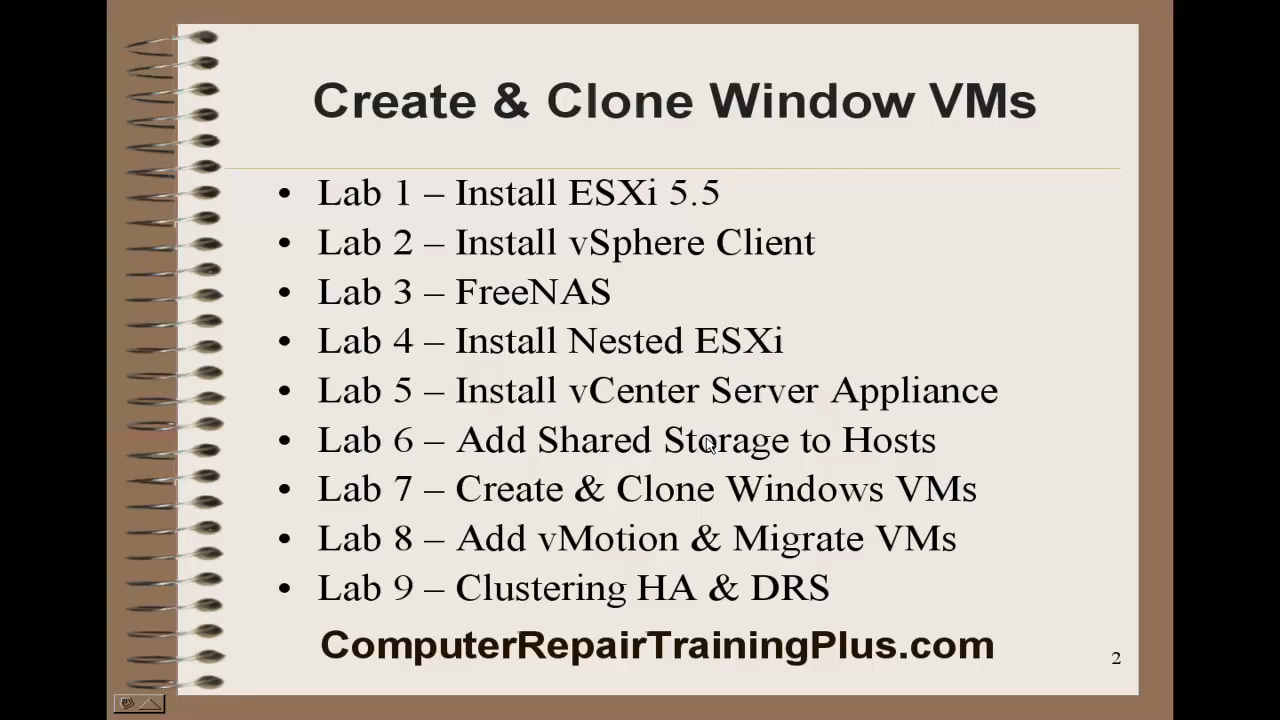 Create & Clone Window VMs
• Lab 1 – Install ESXi 5.5
• Lab 2 – Install vSphere Client
• Lab 3 – FreeNAS
• Lab 4 – Install Nested ESXi
• Lab 5 – Install vCenter Server Appliance
• Lab 6 – Add Shared Storage to Hosts
• Lab 7 – Create & Clone Windows VMs
• Lab 8 – Add vMotion & Migrate VMs
• Lab 9 – Clustering HA & DRS
ComputerRepairTrainingPlus.com
2